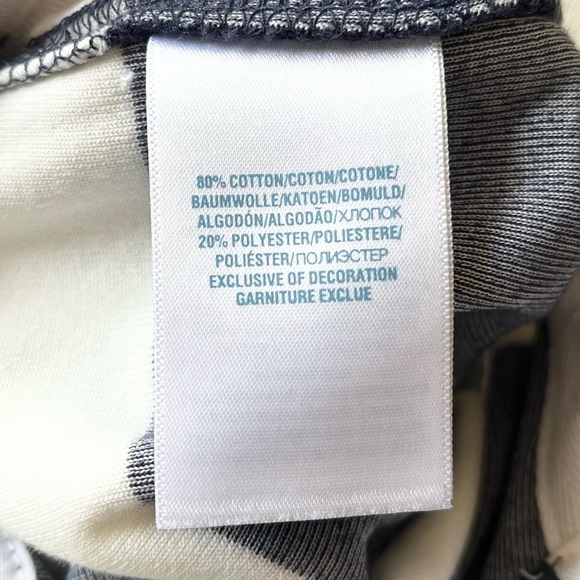 80% COTTON/COTON/COTONE/
BAUMWOLLE/KATOEN/BOMULD/
ALGODÓN/ALGODÃO/ХЛОПОК
20% POLYESTER/POLIESTERE/
POLIÉSTER/ПОЛИЭСТЕР
EXCLUSIVE OF DECORATION
GARNITURE EXCLUE